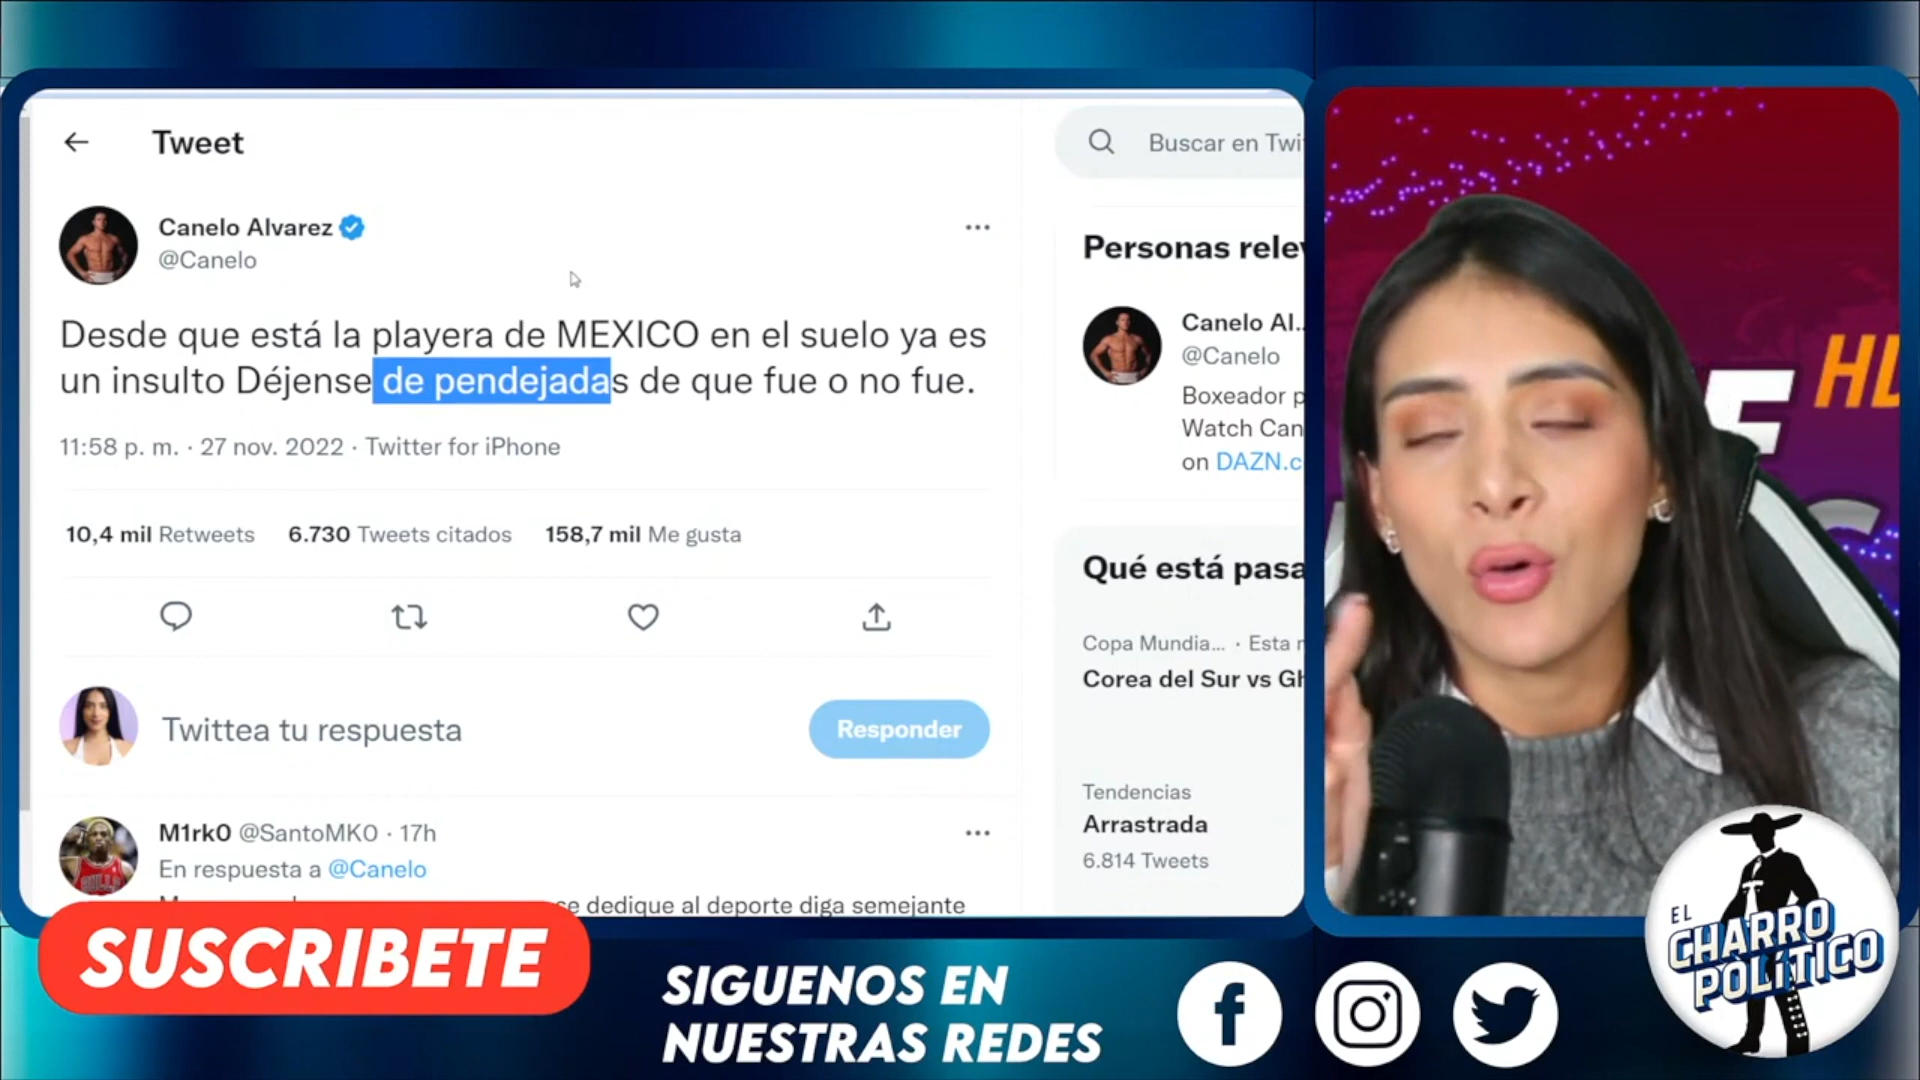 Tweet
Buscar en Twi
Canelo Alvarez
@Canelo
Desde que está la playera de MEXICO en el suelo ya es
un insulto Déjense de pendejadas de que fue o no fue.
11:58 p. m. · 27 nov. 2022 · Twitter for iPhone
10,4 mil Retweets 6.730 Tweets citados 158,7 mil Me gusta
Twittea tu respuesta
Responder
M1rkO @SantoMKO · 17h
En respuesta a @Canelo
se dedique al deporte diga semejante
Personas rele
Canelo Al..
@Canelo
Boxeador p
Watch Can
on DAZN.c
Qué está pasa
Copa Mundia... · Esta
Corea del Sur vs Gh
Tendencias
Arrastrada
6.814 Tweets
HU
SUSCRIBETE
SIGUENOS EN
NUESTRAS REDES
EL
CHARRO
POLÍTICO